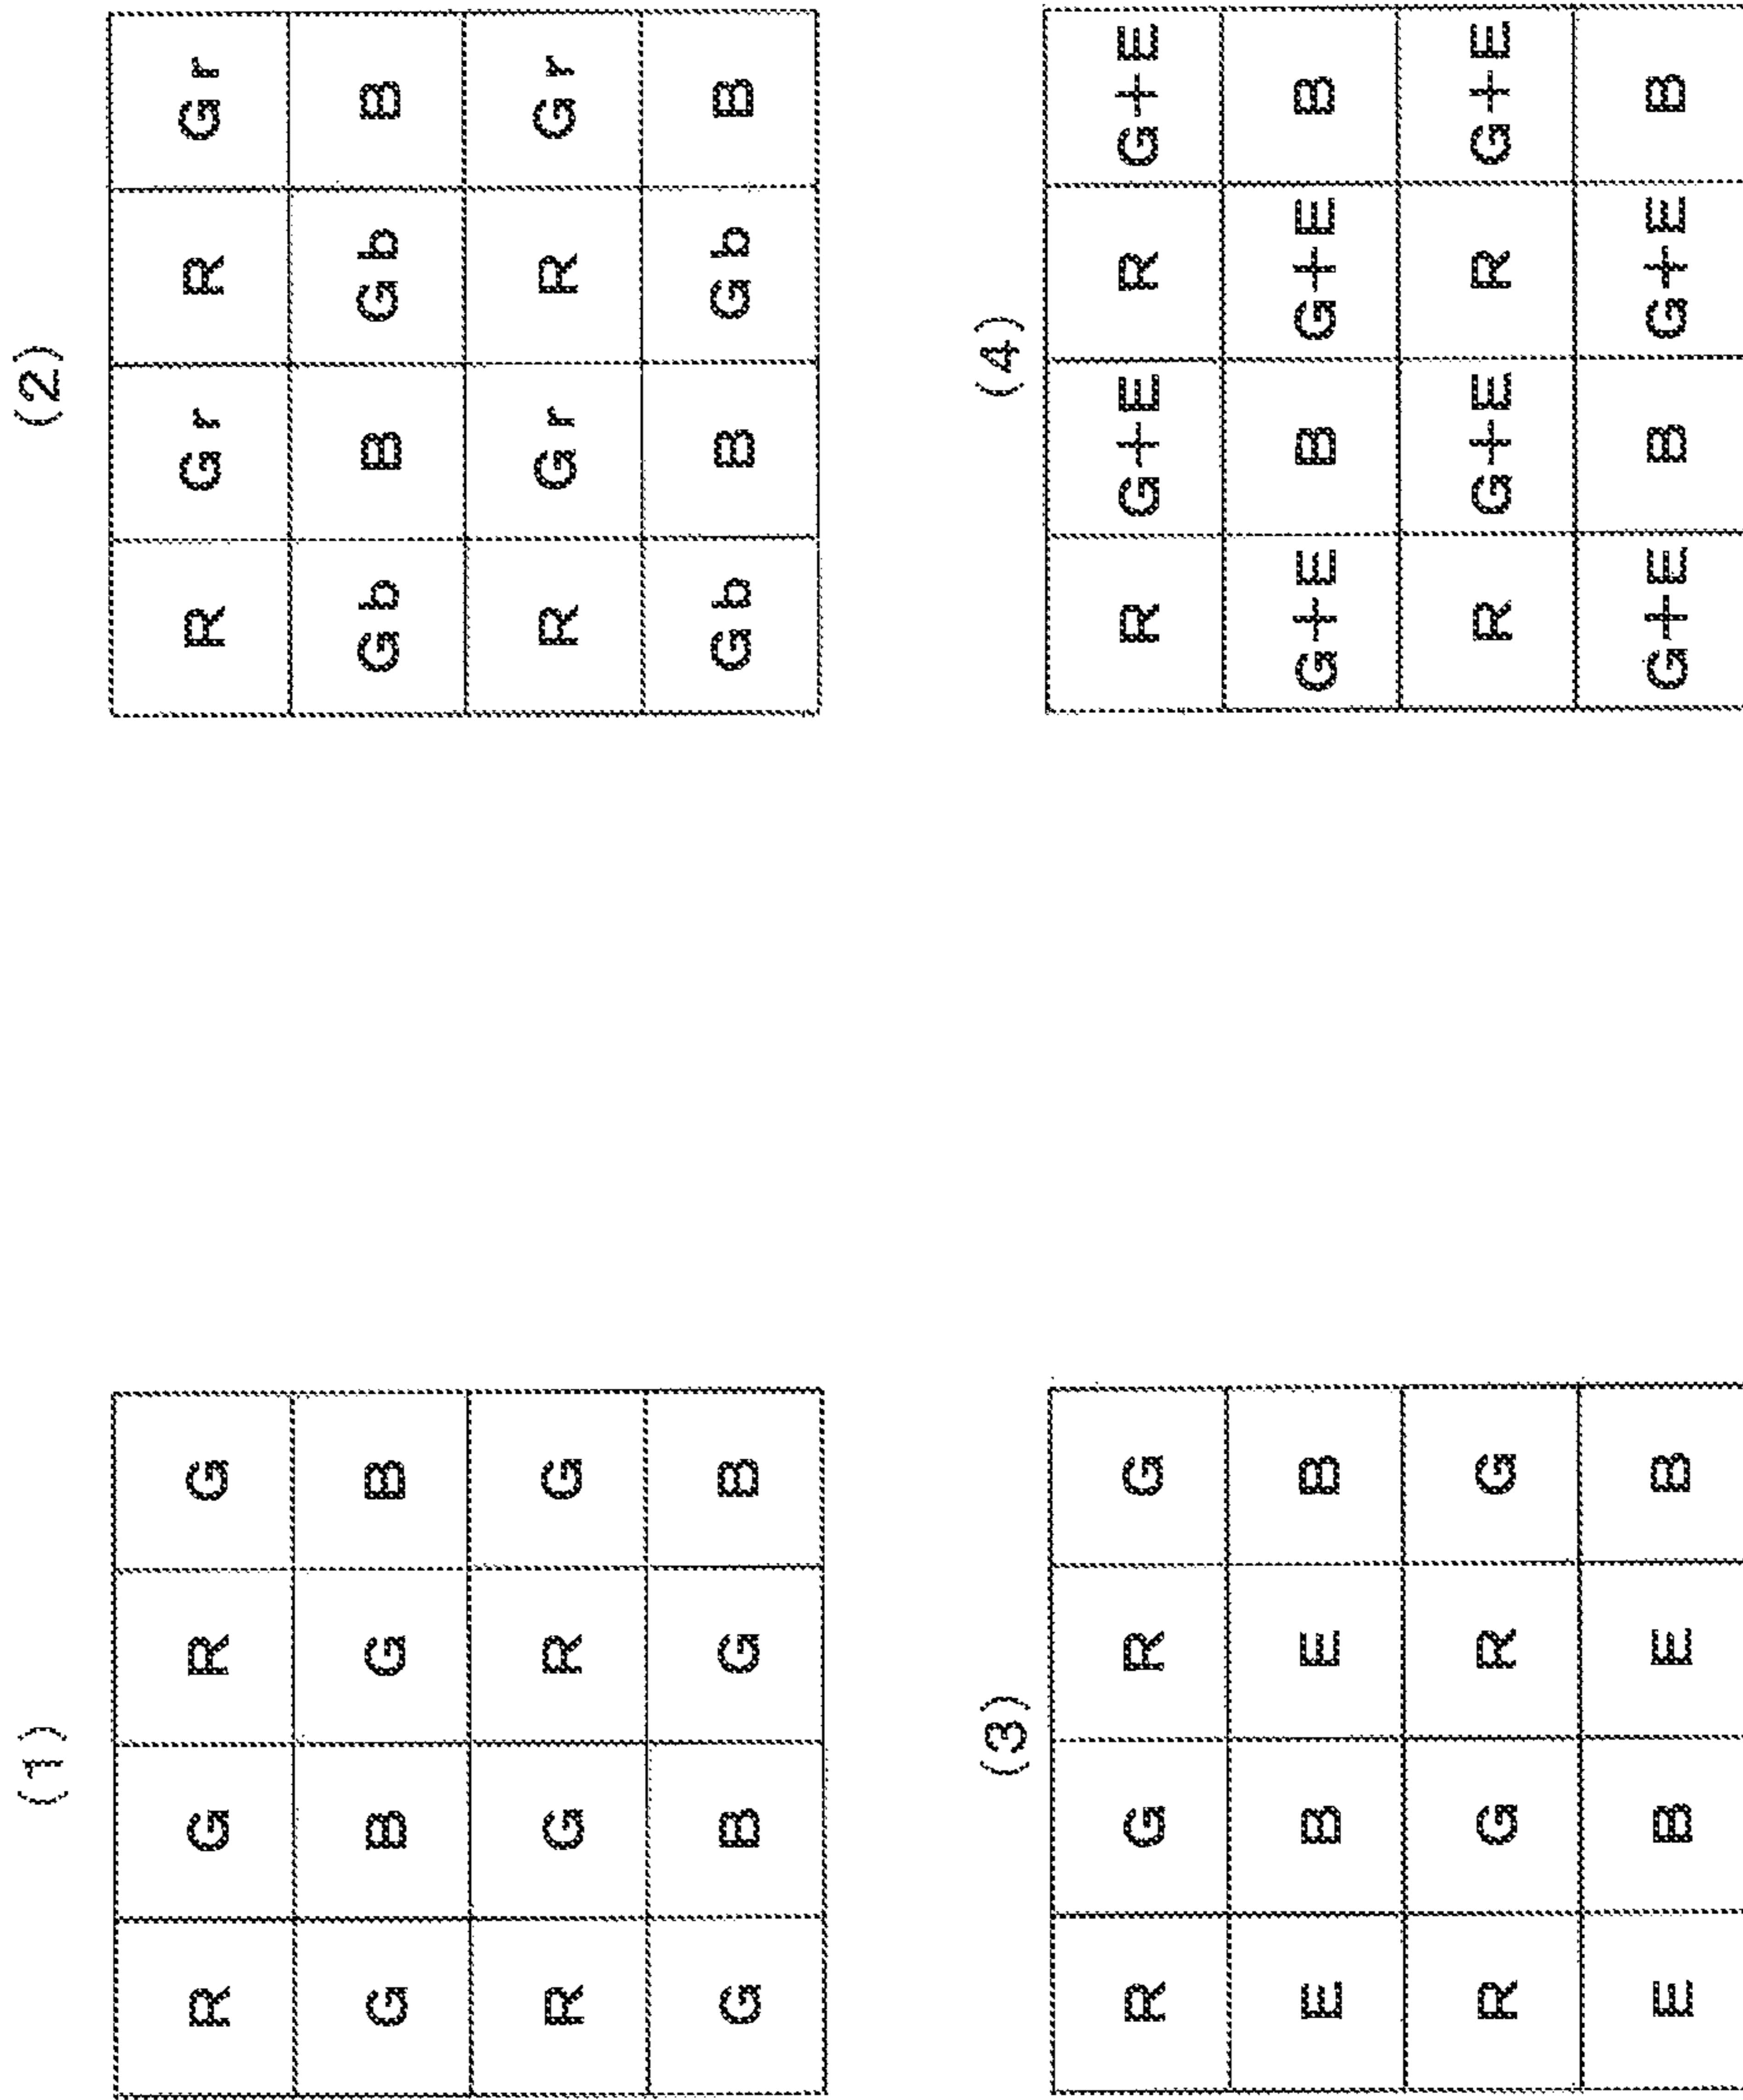 (1)
R G R G
G B G B
R G R G
G B G B
(2)
R Gr R Gr
Gb B Gb B
R Gr R Gr
Gb B Gb B
(3)
R G R G
E B E B
R G R G
E B E B
(4)
R G+E R G+E
G+E B G+E B
R G+E R G+E
G+E B G+E B